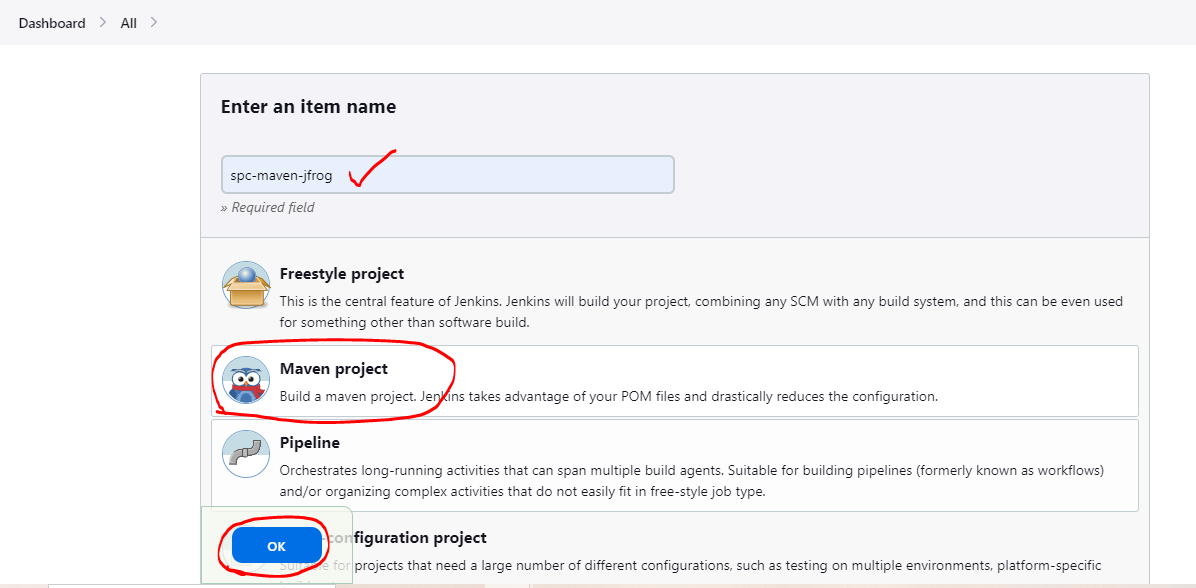 Dashboard > All >
Enter an item name
spc-maven-jfrog
» Required field
Freestyle project
This is the central feature of Jenkins. Jenkins will build your project, combining any SCM with any build system, and this can be even used
for something other than software build.
Maven project
Build a maven project. Jenkins takes advantage of your POM files and drastically reduces the configuration.
Pipeline
Orchestrates long-running activities that can span multiple build agents. Suitable for building pipelines (formerly known as workflows)
and/or organizing complex activities that do not easily fit in free-style job type.
OK
-configuration project
Suitable for projects that need a large number of different configurations, such as testing on multiple environments, platform-specific